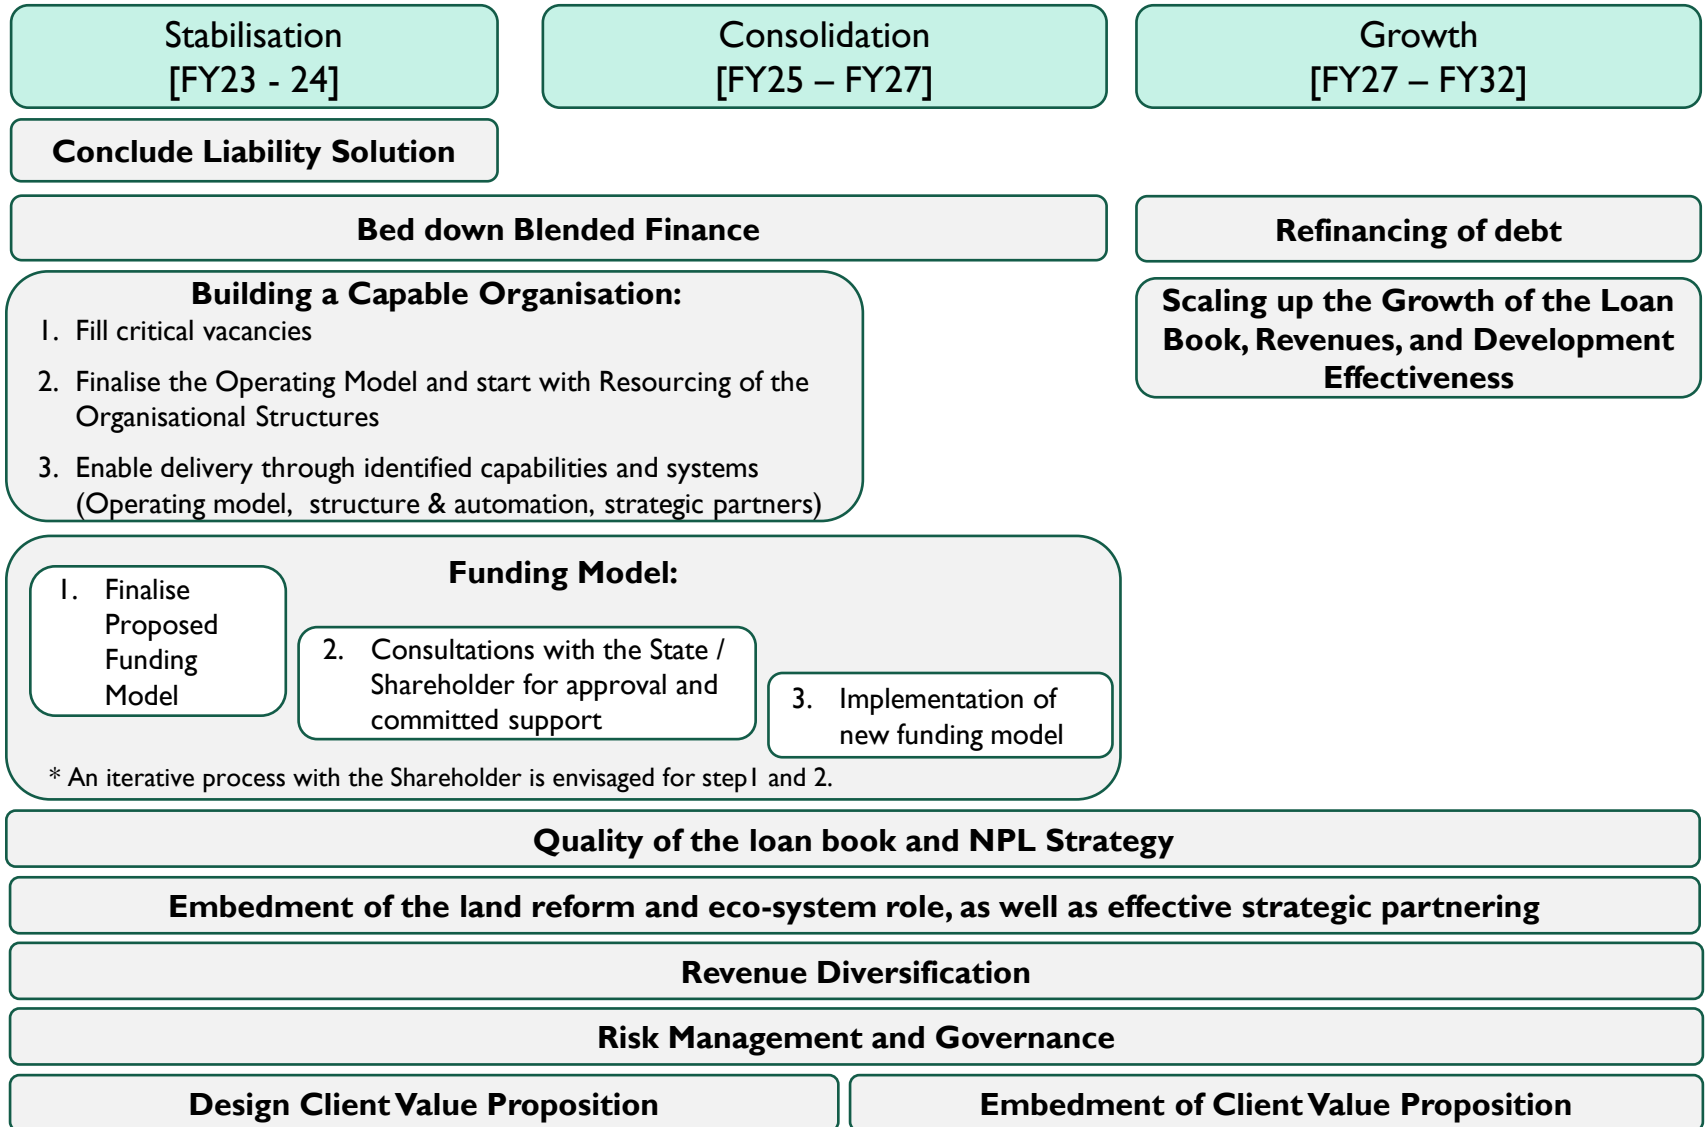 Stabilisation
[FY23 - 24]
Consolidation
[FY25 – FY27]
Growth
[FY27 – FY32]
Conclude Liability Solution
Bed down Blended Finance
Refinancing of debt
Building a Capable Organisation:
1. Fill critical vacancies
2. Finalise the Operating Model and start with Resourcing of the
Organisational Structures
3. Enable delivery through identified capabilities and systems
(Operating model, structure & automation, strategic partners)
Scaling up the Growth of the Loan
Book, Revenues, and Development
Effectiveness
Funding Model:
1. Finalise
Proposed
Funding
Model
2. Consultations with the State /
Shareholder for approval and
committed support
3. Implementation of
new funding model
* An iterative process with the Shareholder is envisaged for step1 and 2.
Quality of the loan book and NPL Strategy
Embedment of the land reform and eco-system role, as well as effective strategic partnering
Revenue Diversification
Risk Management and Governance
Design Client Value Proposition
Embedment of Client Value Proposition